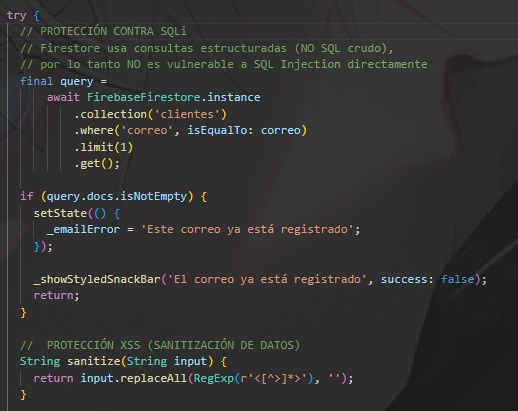 try {
// PROTECCIÓN CONTRA SQLi
// Firestore usa consultas estructuradas (NO SQL crudo),
// por lo tanto NO es vulnerable a SQL Injection directamente
final query =
await FirebaseFirestore.instance
.collection('clientes')
.where('correo', isEqualTo: correo)
.limit(1)
.get();
if (query.docs.isNotEmpty) {
setState(() {
_emailError = 'Este correo ya está registrado';
});
_showStyledSnackBar('El correo ya está registrado', success: false);
return;
}
// PROTECCIÓN XSS (SANITIZACIÓN DE DATOS)
String sanitize(String input) {
return input.replaceAll(RegExp(r'<[^>]*>'), '');
}